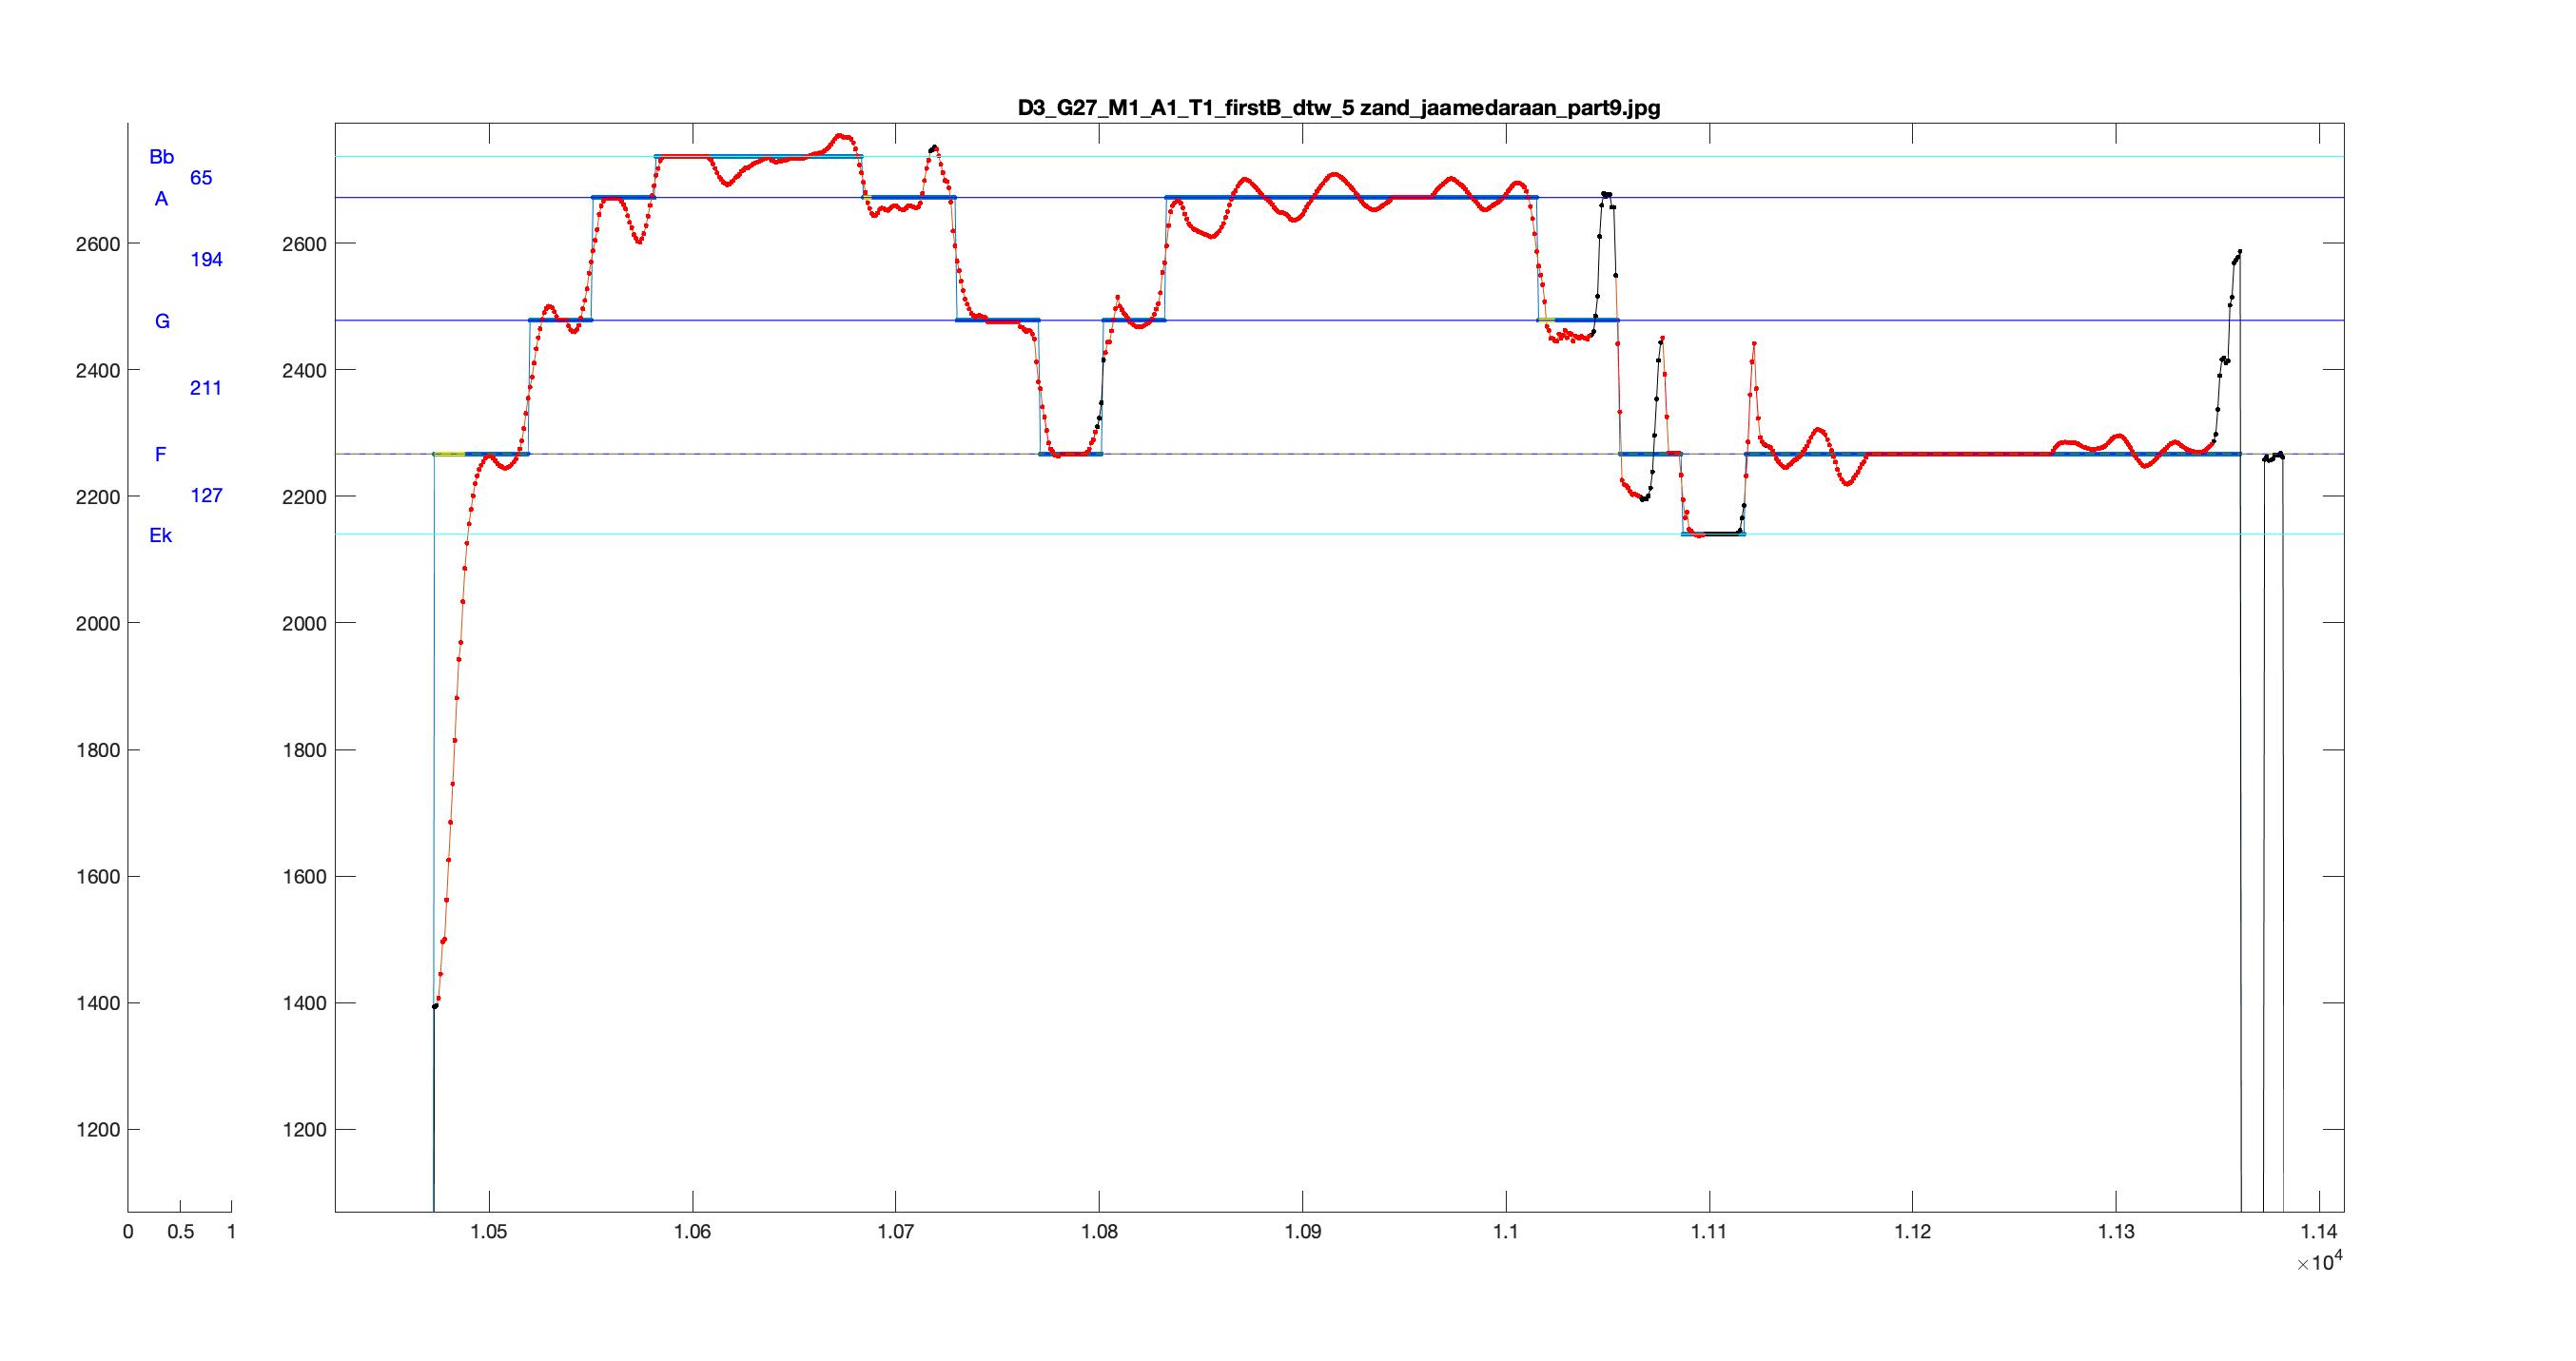 D3_G27_M1_A1_T1_firstB_dtw_5 zand_jaamedaraan_part9.jpg
Bb
65
A
2600 194 2600
G
2400 211 2400
F
2200 127 2200
Ek
2000 2000
1800 1800
1600 1600
1400 1400
1200 1200
0 0.5 1 1.05 1.06 1.07 1.08 1.09 1.1 1.11 1.12 1.13 1.14
×10^4